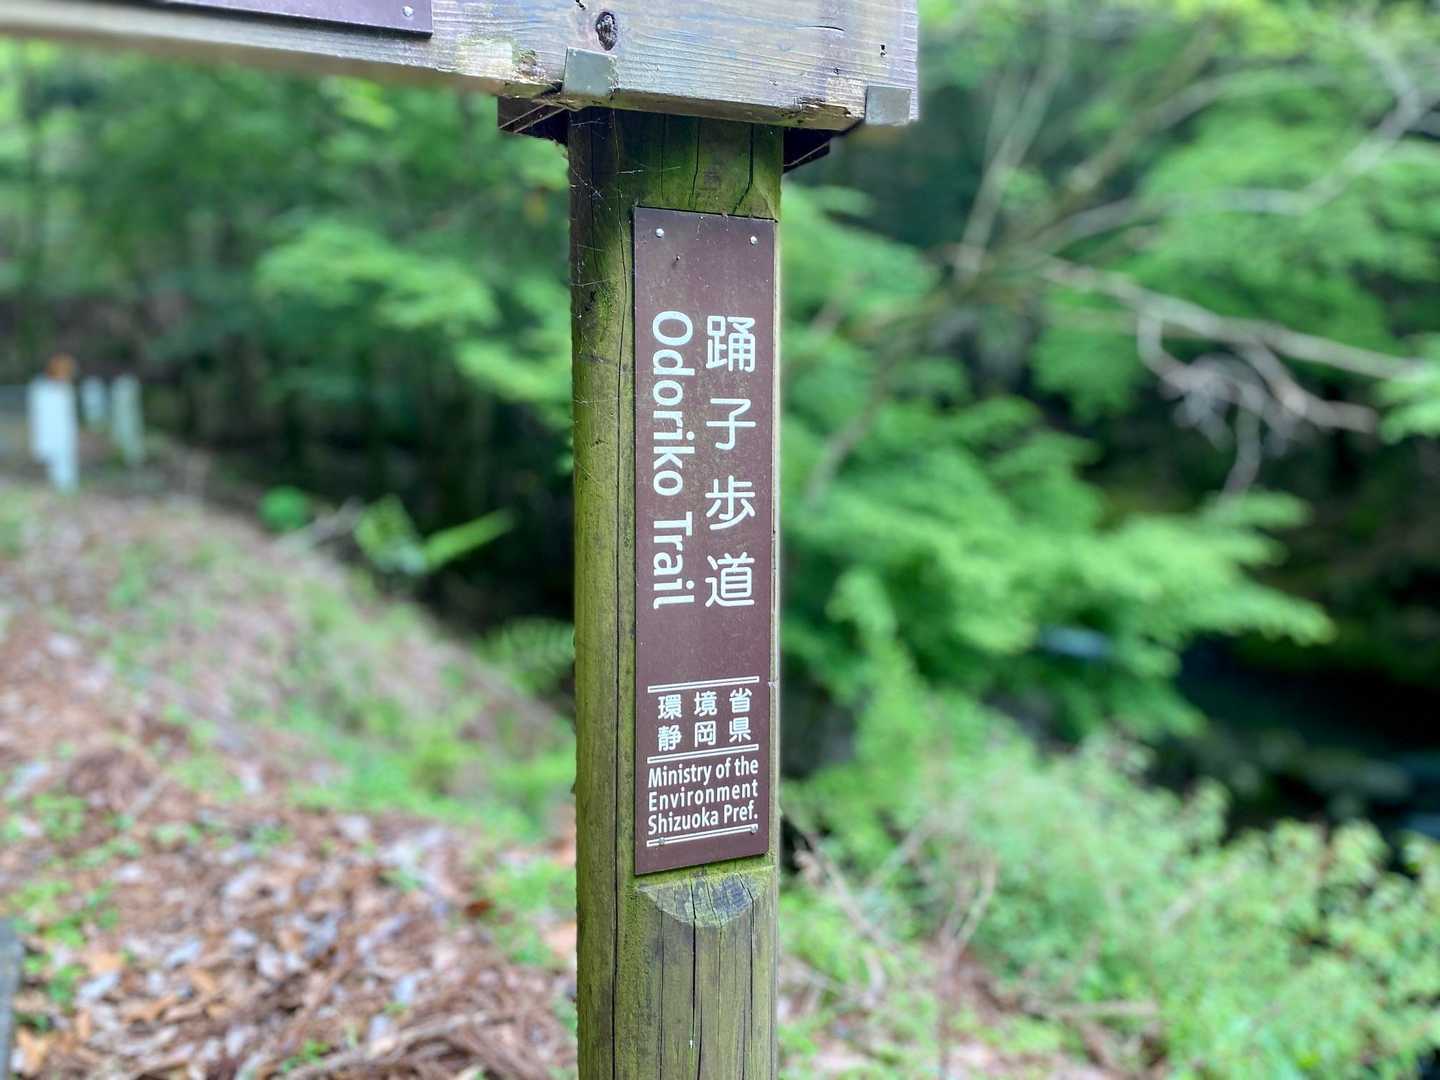 踊子歩道
Odoriko Trail
環境省
静岡県
Ministry of the
Environment
Shizuoka Pref.